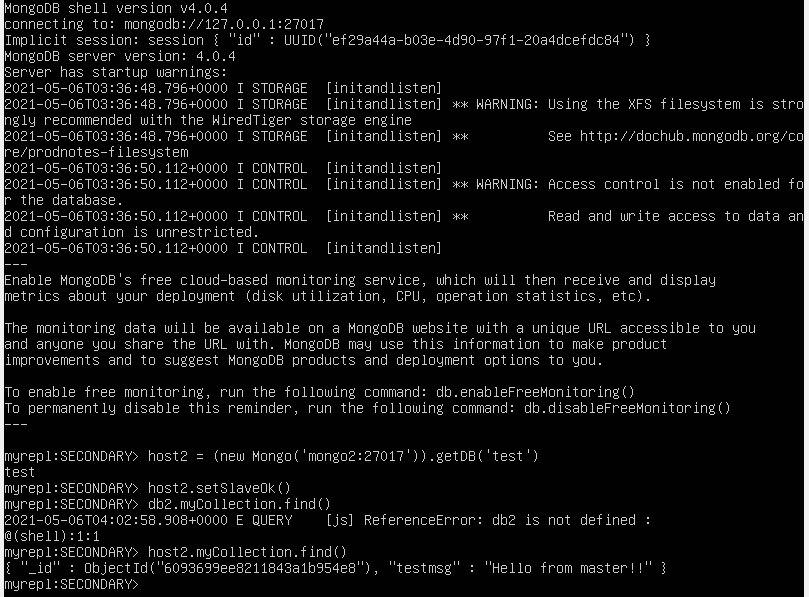 MongoDB shell version v4.0.4
connecting to: mongodb://127.0.0.1:27017
Implicit session: session { "id" : UUID("ef29a44a-b03e-4d90-97f1-20a4dcefdc84") }
MongoDB server version: 4.0.4
Server has startup warnings:
2021-05-06T03:36:48.796+0000 I STORAGE  [initandlisten]
2021-05-06T03:36:48.796+0000 I STORAGE  [initandlisten] ** WARNING: Using the XFS filesystem is stro
ngly recommended with the WiredTiger storage engine
2021-05-06T03:36:48.796+0000 I STORAGE  [initandlisten] **          See http://dochub.mongodb.org/co
re/prodnotes-filesystem
2021-05-06T03:36:50.112+0000 I CONTROL  [initandlisten]
2021-05-06T03:36:50.112+0000 I CONTROL  [initandlisten] ** WARNING: Access control is not enabled fo
r the database.
2021-05-06T03:36:50.112+0000 I CONTROL  [initandlisten] **          Read and write access to data an
d configuration is unrestricted.
2021-05-06T03:36:50.112+0000 I CONTROL  [initandlisten]
---
Enable MongoDB's free cloud-based monitoring service, which will then receive and display
metrics about your deployment (disk utilization, CPU, operation statistics, etc).

The monitoring data will be available on a MongoDB website with a unique URL accessible to you
and anyone you share the URL with. MongoDB may use this information to make product
improvements and to suggest MongoDB products and deployment options to you.

To enable free monitoring, run the following command: db.enableFreeMonitoring()
To permanently disable this reminder, run the following command: db.disableFreeMonitoring()
---

myrepl:SECONDARY> host2 = (new Mongo('mongo2:27017')).getDB('test')
test
myrepl:SECONDARY> host2.setSlaveOk()
myrepl:SECONDARY> db2.myCollection.find()
2021-05-06T04:02:58.908+0000 E QUERY    [js] ReferenceError: db2 is not defined :
@(shell):1:1
myrepl:SECONDARY> host2.myCollection.find()
{ "_id" : ObjectId("6093699ee8211843a1b954e8"), "testmsg" : "Hello from master!!" }
myrepl:SECONDARY>